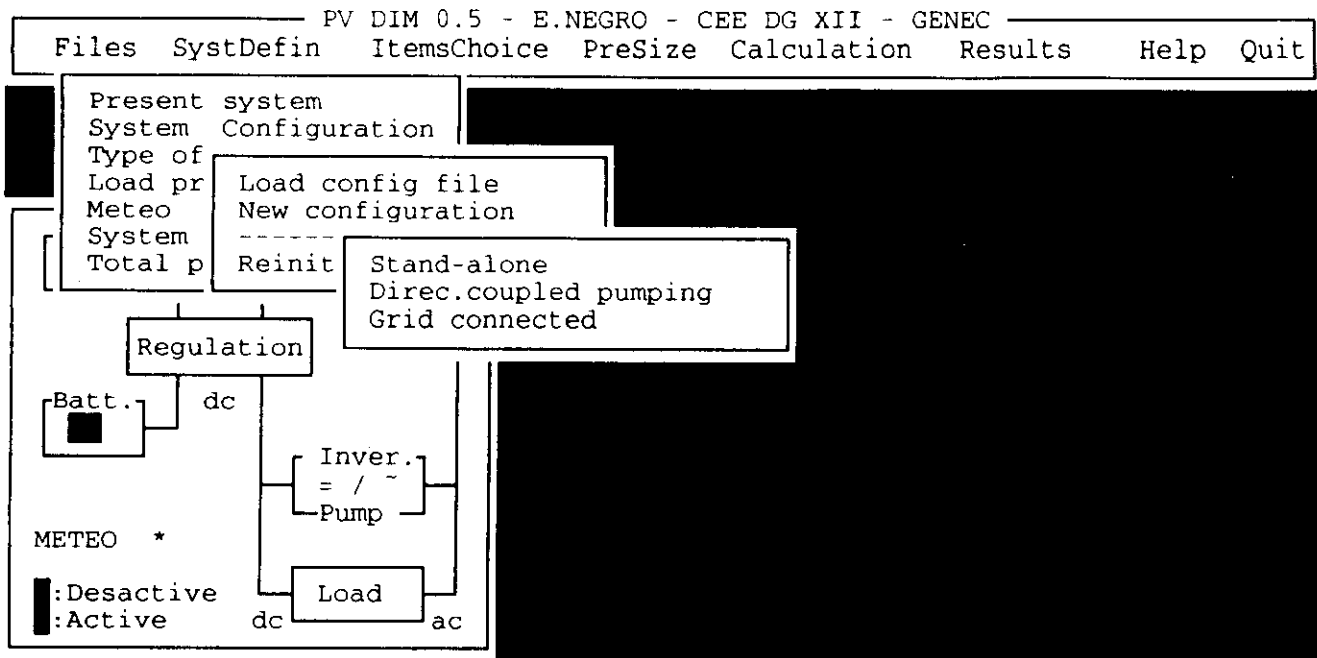 PV DIM 0.5 - E.NEGRO - CEE DG XII - GENEC
Files SystDefin ItemsChoice PreSize Calculation Results Help Quit
Present system
System Configuration
Type of
Load pr
Meteo
System
Total p
Load config file
New configuration
------
Reinit
Stand-alone
Direc.coupled pumping
Grid connected
Regulation
Batt.
dc
Inver.
= / ~
Pump
METEO *
:Desactive
:Active
dc
Load
ac